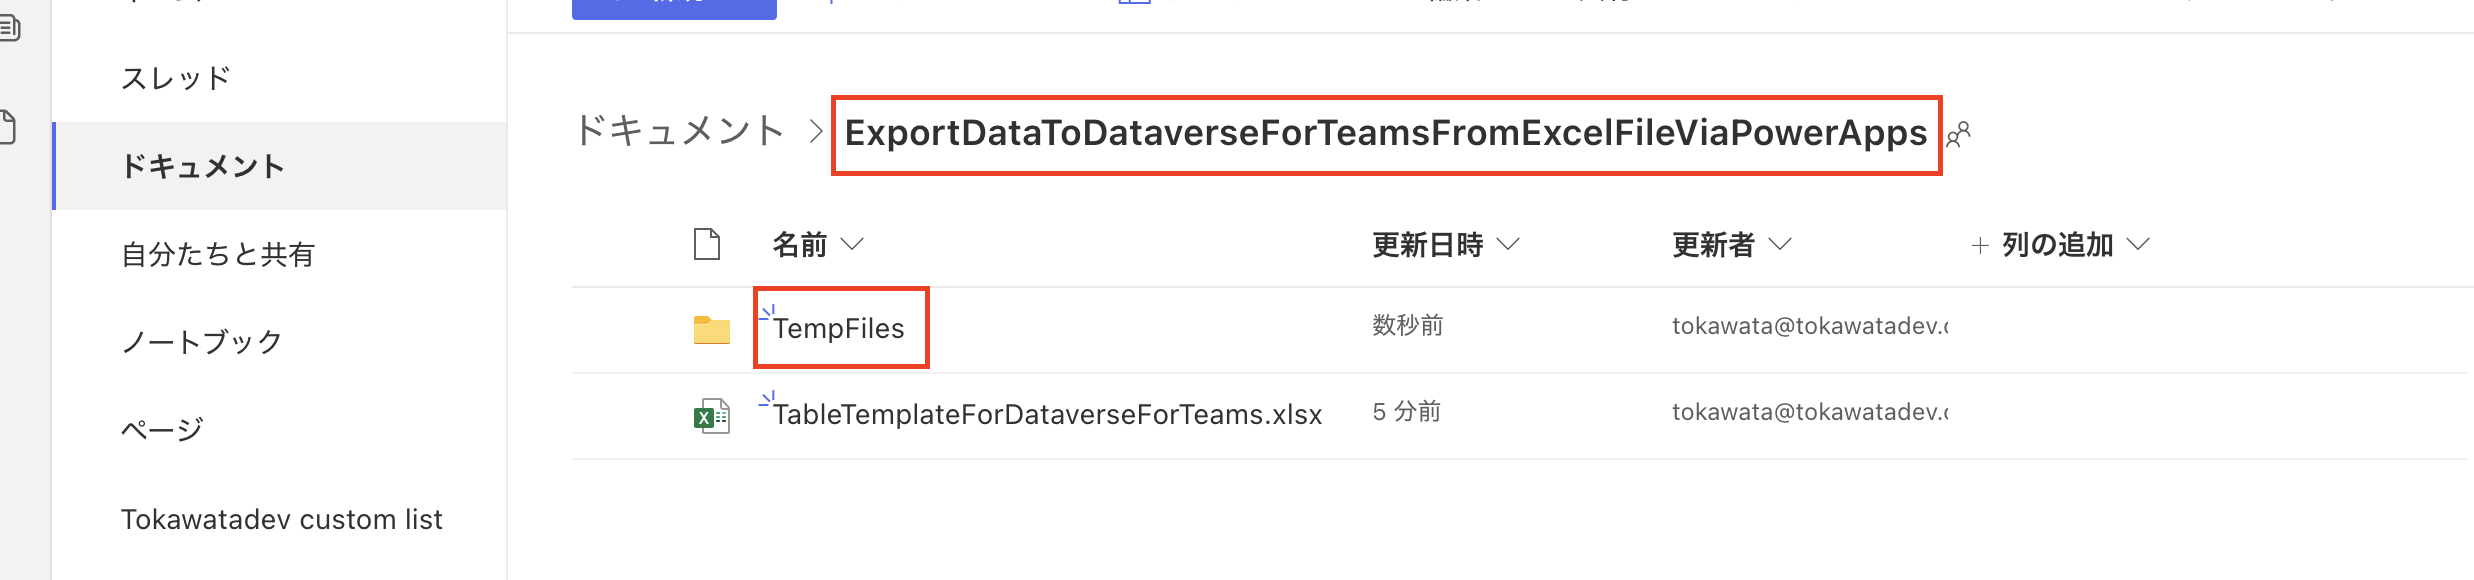 スレッド
ドキュメント
自分たちと共有
ノートブック
ページ
Tokawatadev custom list
ドキュメント > ExportDataToDataverseForTeamsFromExcelFileViaPowerApps
名前 更新日時 更新者 + 列の追加
TempFiles 数秒前 tokawata@tokawatadev.
TableTemplateForDataverseForTeams.xlsx 5 分前 tokawata@tokawatadev.